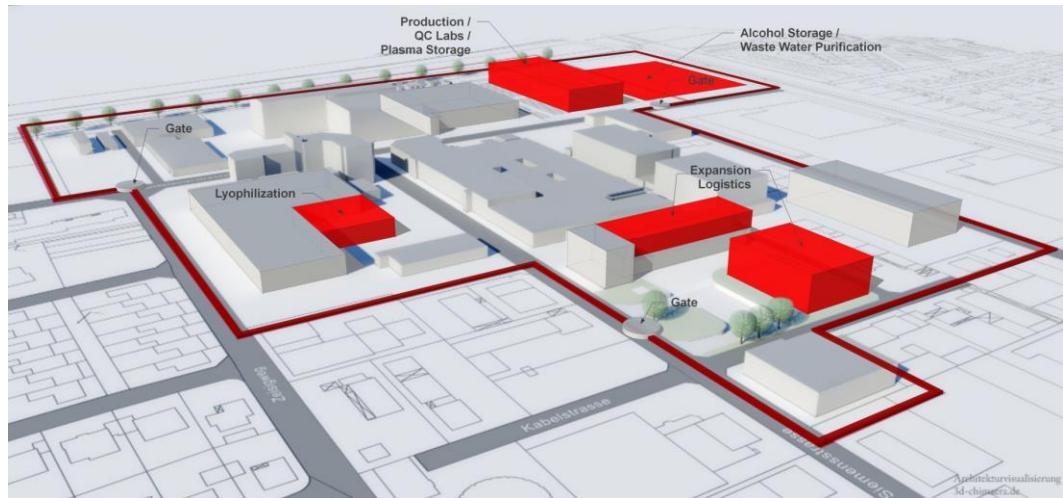 Production /
QC Labs /
Plasma Storage
Alcohol Storage /
Waste Water Purification
Gate
Gate
Lyophilization
Expansion
Logistics
Gate
Zeisigweg
Kabelstrasse
Siemensstrasse
Architekturvisualisierung
3d-chimaera.de